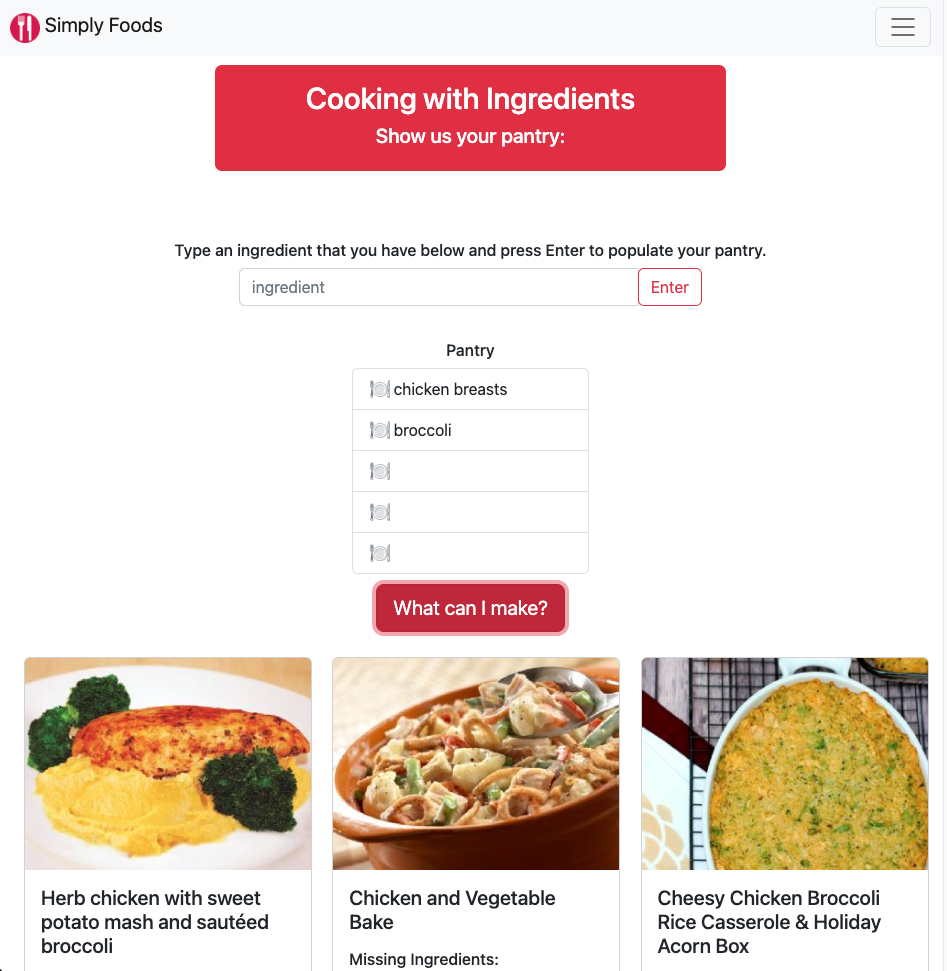 Simply Foods
Cooking with Ingredients
Show us your pantry:
Type an ingredient that you have below and press Enter to populate your pantry.
ingredient
Enter
Pantry
chicken breasts
broccoli
What can I make?
Herb chicken with sweet
potato mash and sautéed
broccoli
Chicken and Vegetable
Bake
Missing Ingredients:
Cheesy Chicken Broccoli
Rice Casserole & Holiday
Acorn Box